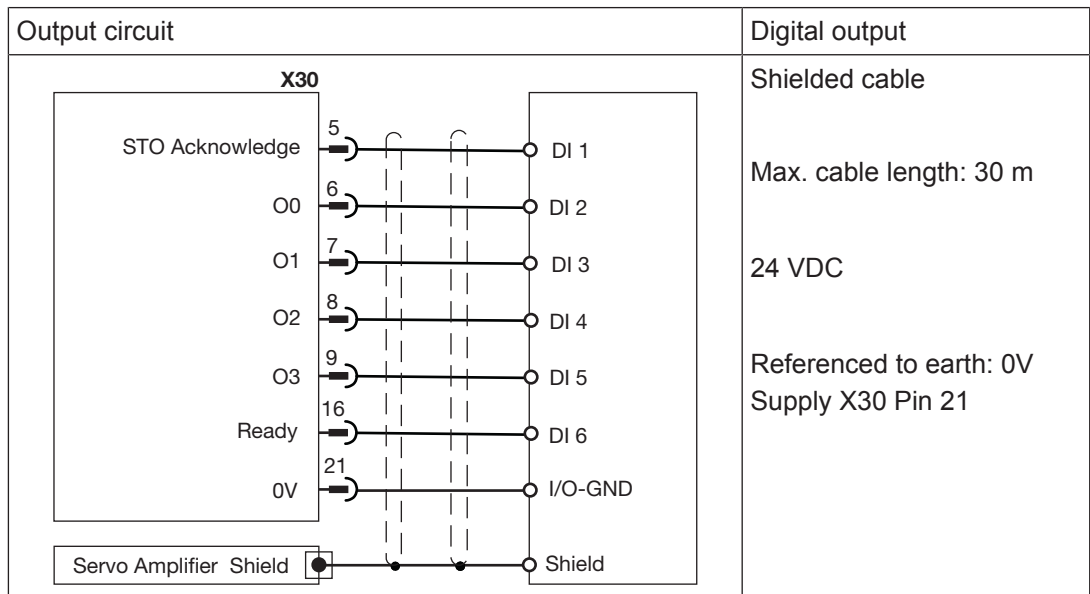 Output circuit
Digital output
X30
STO Acknowledge 5 DI 1
O0 6 DI 2
O1 7 DI 3
O2 8 DI 4
O3 9 DI 5
Ready 16 DI 6
0V 21 I/O-GND
Servo Amplifier Shield Shield
Shielded cable
Max. cable length: 30 m
24 VDC
Referenced to earth: 0V
Supply X30 Pin 21